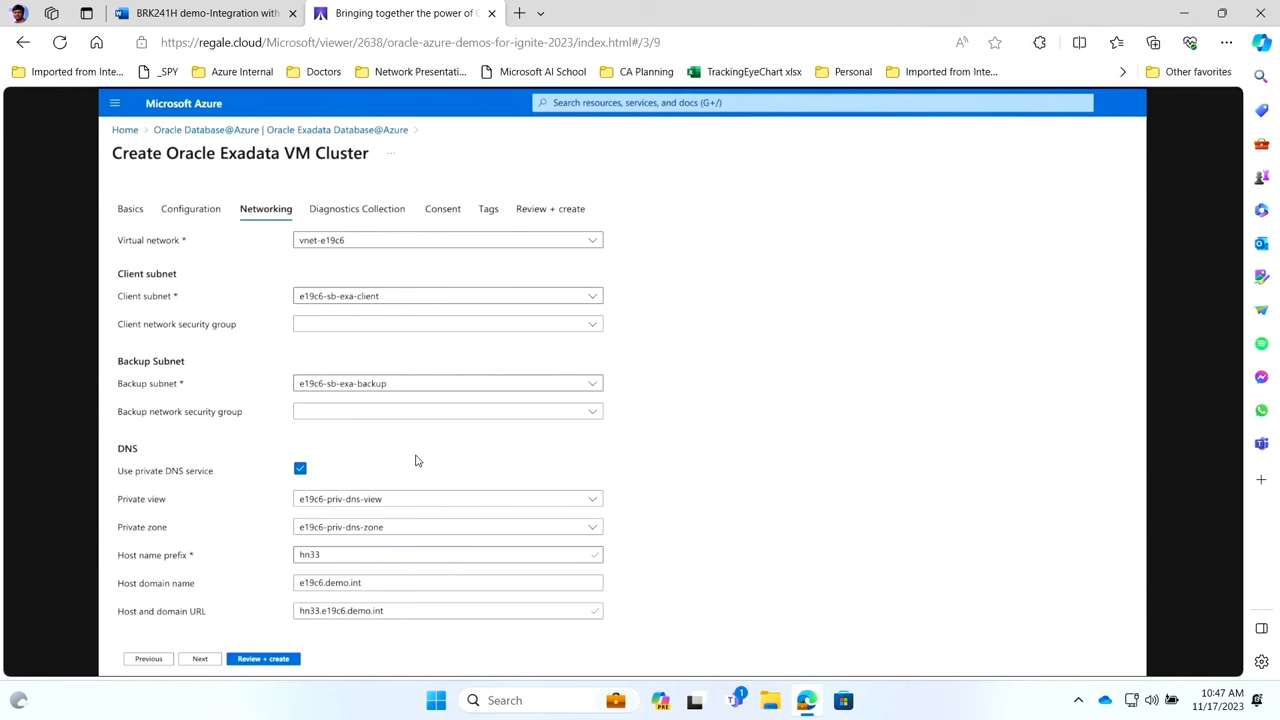 BRK241H demo-Integration with
Bringing together the power of
https://regale.cloud/Microsoft/viewer/2638/oracle-azure-demos-for-ignite-2023/index.html#/3/9
Imported from Inte...
_SPY
Azure Internal
Doctors
Network Presentati...
Microsoft AI School
CA Planning
TrackingEyeChart xlsx
Personal
Imported from Inte...
Other favorites
Microsoft Azure
Search resources, services, and docs (G+/)
Home > Oracle Database@Azure | Oracle Exadata Database@Azure >
Create Oracle Exadata VM Cluster ...
Basics Configuration Networking Diagnostics Collection Consent Tags Review + create
Virtual network * vnet-e19c6
Client subnet
Client subnet * e19c6-sb-exa-client
Client network security group
Backup Subnet
Backup subnet * e19c6-sb-exa-backup
Backup network security group
DNS
Use private DNS service
Private view e19c6-priv-dns-view
Private zone e19c6-priv-dns-zone
Host name prefix * hn33
Host domain name e19c6.demo.int
Host and domain URL hn33.e19c6.demo.int
Previous Next Review + create
Search
PRE
1
10:47 AM
11/17/2023